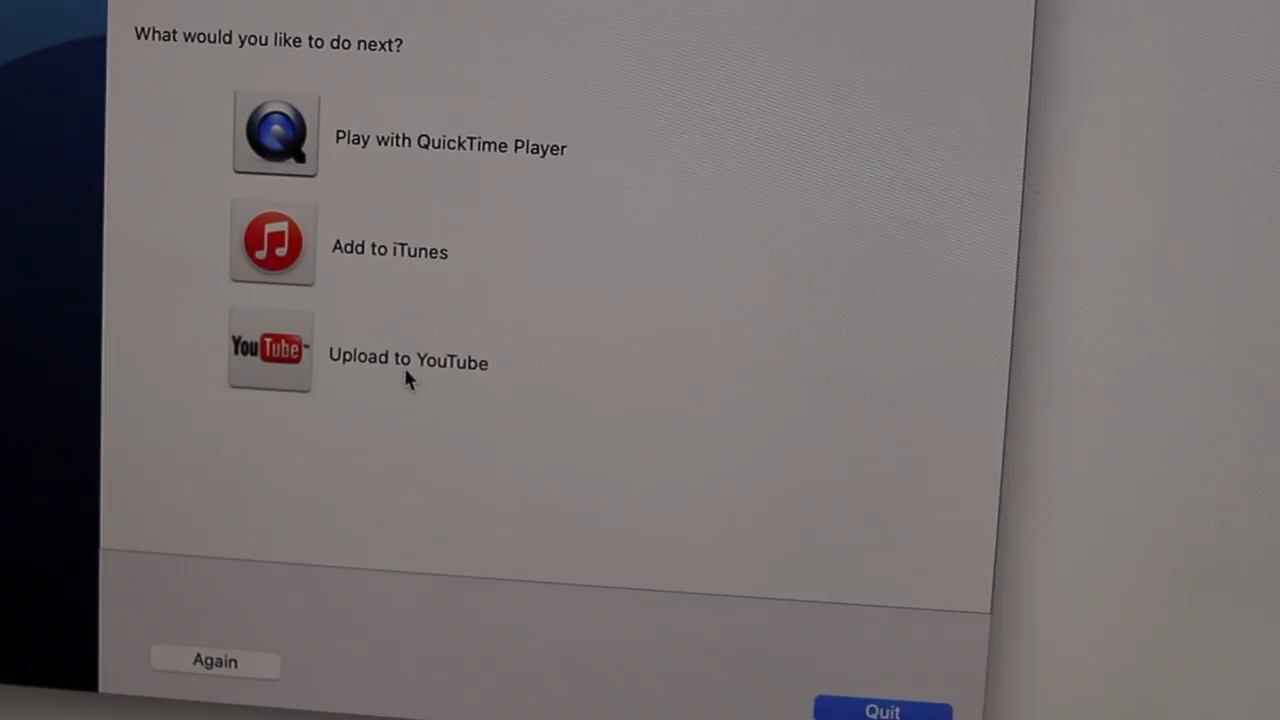 What would you like to do next?
Play with QuickTime Player
Add to iTunes
YouTube
Upload to YouTube
Again
Quit